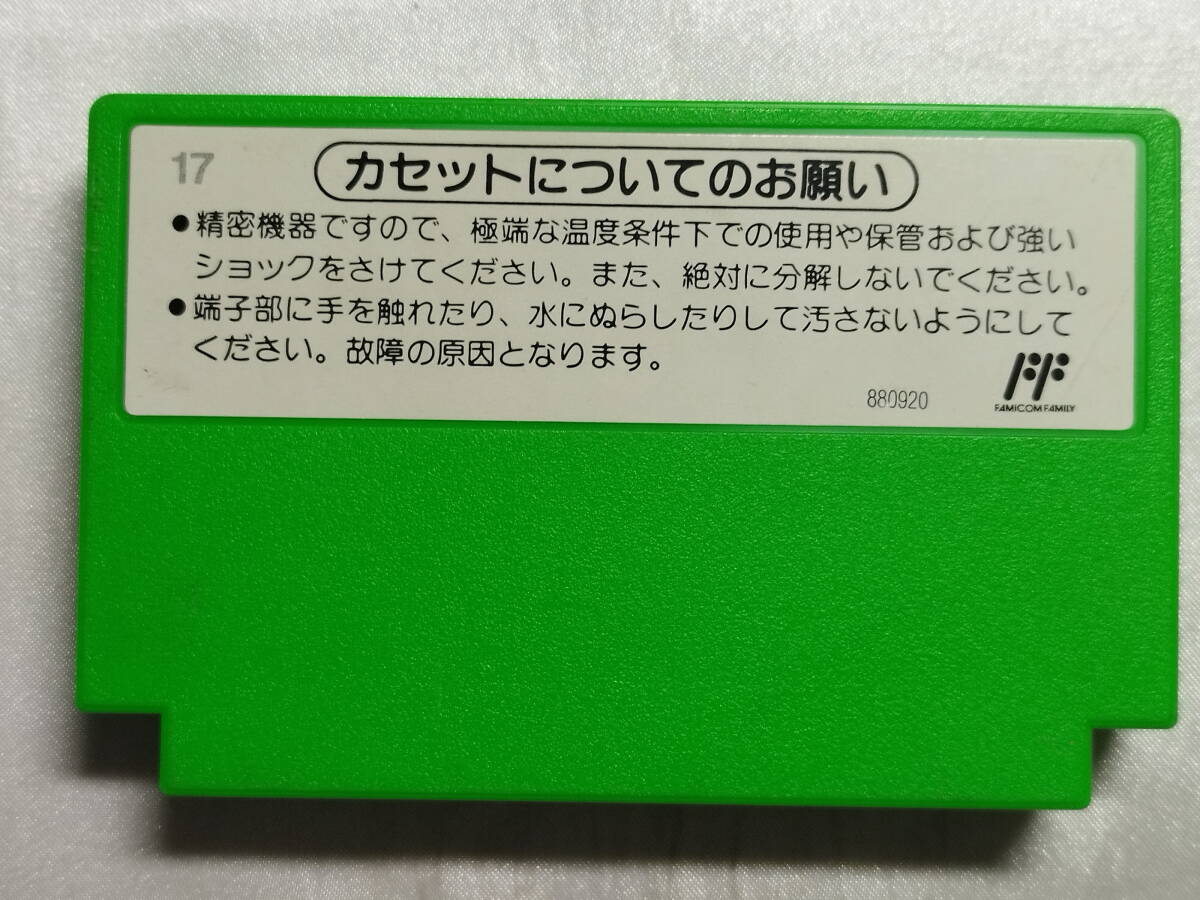 17
カセットについてのお願い
●精密機器ですので、極端な温度条件下での使用や保管および強い
ショックをさけてください。また、絶対に分解しないでください。
●端子部に手を触れたり、水にぬらしたりして汚さないようにして
ください。故障の原因となります。
880920
FAMICOM FAMILY